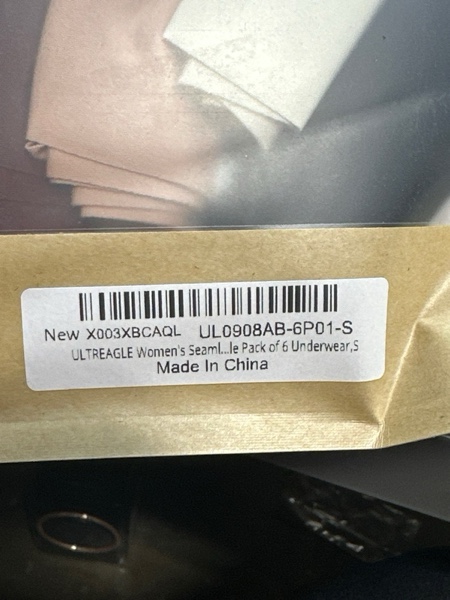 New X003XBCAQL UL0908AB-6P01-S
ULTREAGLE Women's Seaml...le Pack of 6 Underwear,S
Made In China